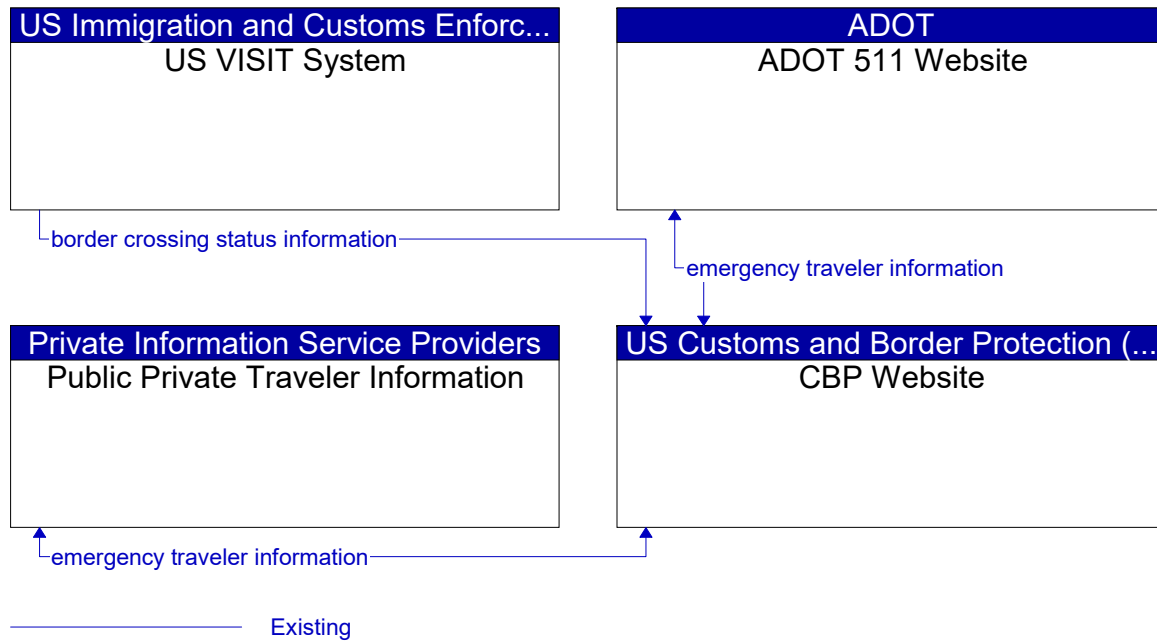 US Immigration and Customs Enforc...
US VISIT System
ADOT
ADOT 511 Website
border crossing status information
emergency traveler information
Private Information Service Providers
Public Private Traveler Information
US Customs and Border Protection (...
CBP Website
emergency traveler information
Existing